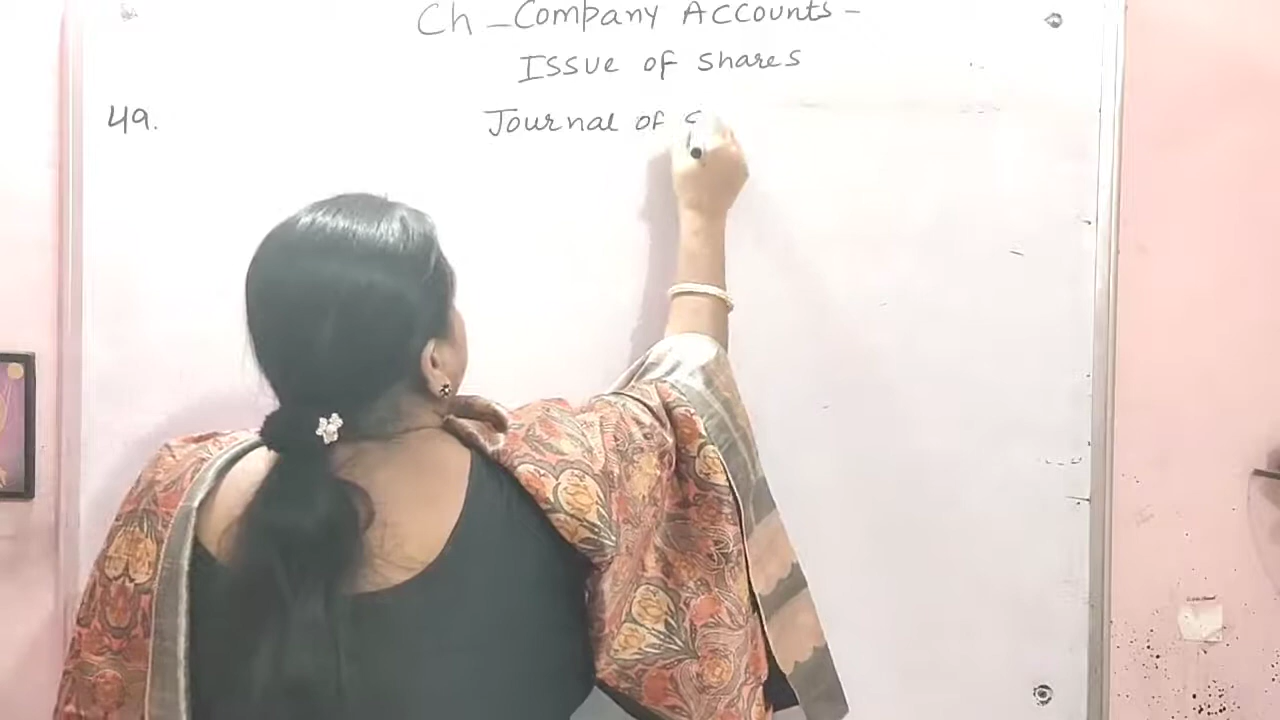 Ch - Company Accounts -
Issue of shares
49. Journal of S